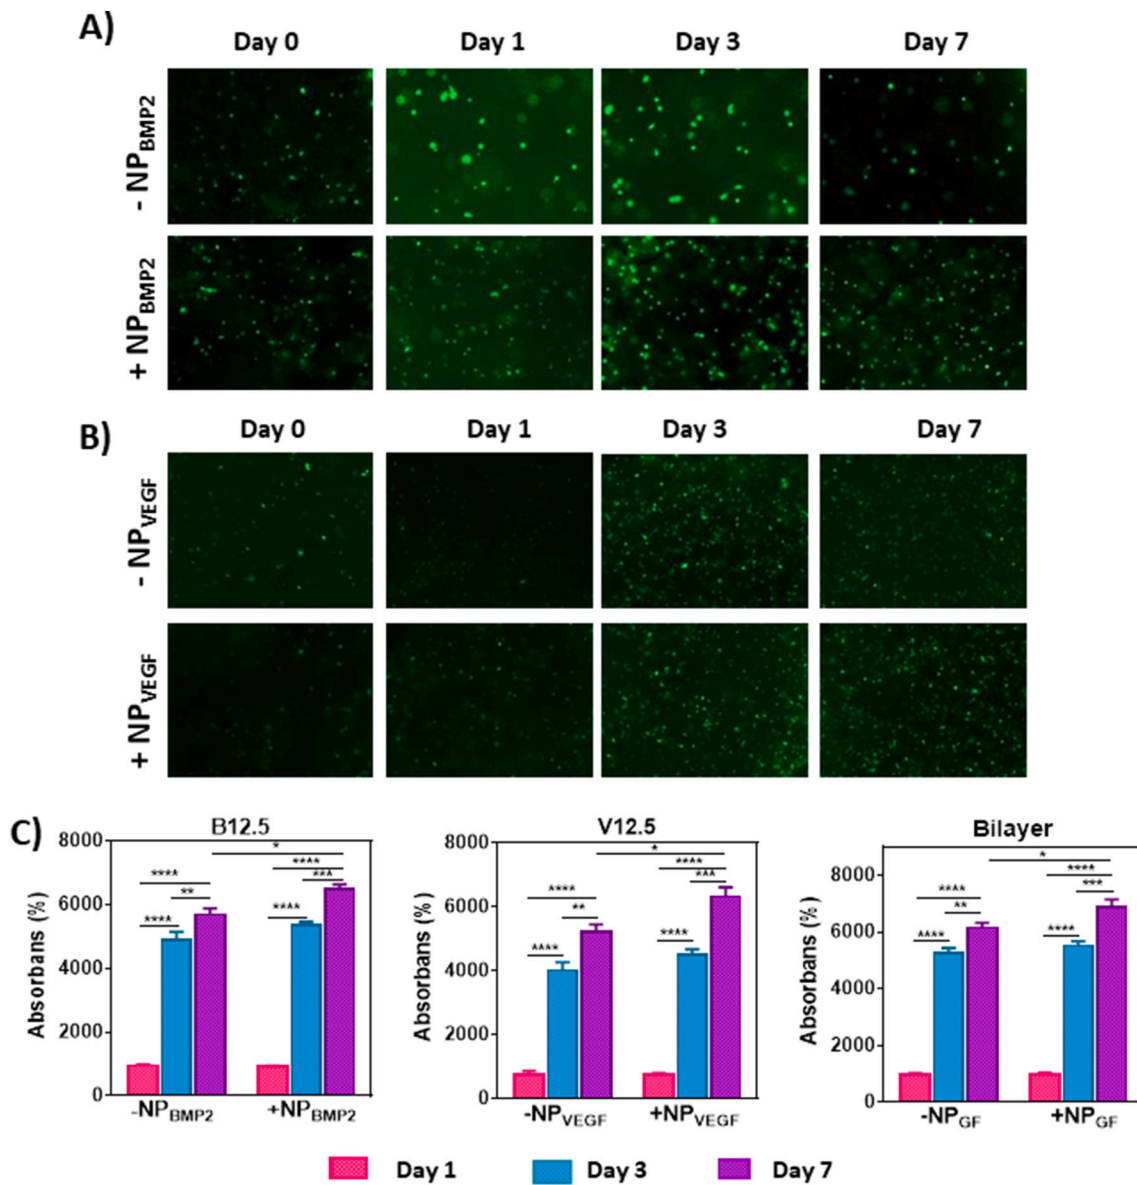 A)
Day 0 Day 1 Day 3 Day 7
- NPBMP2
+ NPBMP2
B)
Day 0 Day 1 Day 3 Day 7
- NPVEGF
+ NPVEGF
C)
B12.5
Absorbans (%)
8000
6000
4000
2000
0
*
**** ****
*** **
**** ****
-NPBMP2 +NPBMP2
V12.5
Absorbans (%)
8000
6000
4000
2000
0
*
**** ****
*** **
**** ****
-NPVEGF +NPVEGF
Bilayer
Absorbans (%)
8000
6000
4000
2000
0
*
**** ****
*** **
**** ****
-NPGF +NPGF
Day 1 Day 3 Day 7